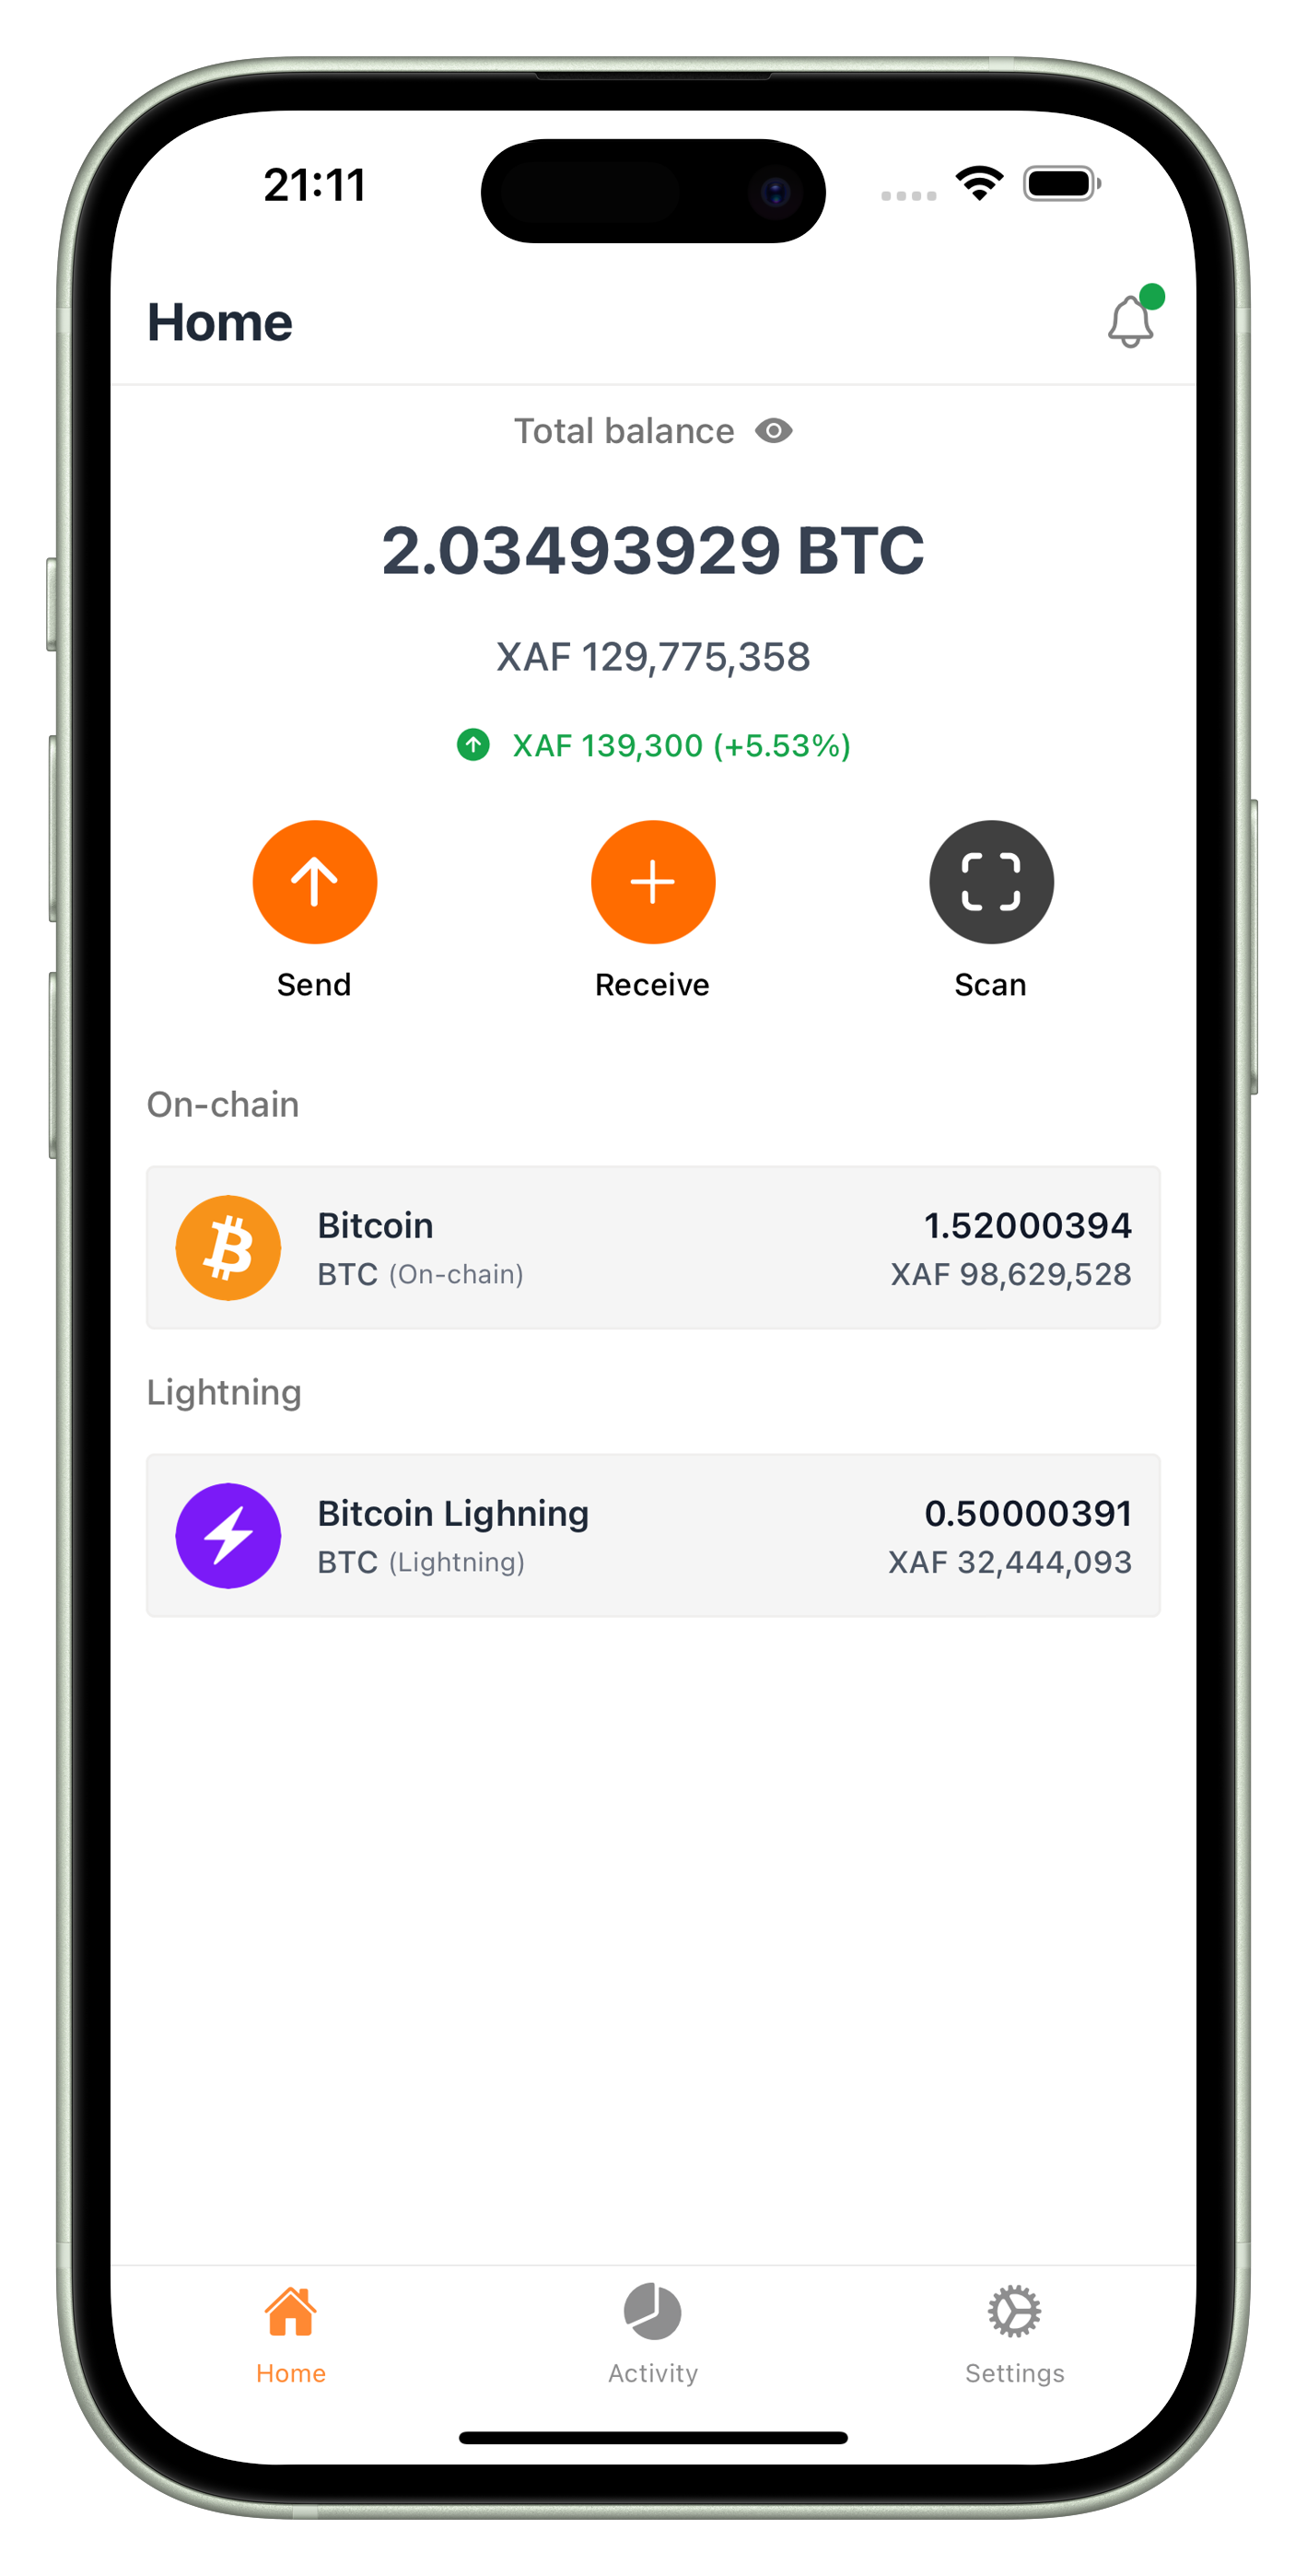 21:11
Home
Total balance
2.03493929 BTC
XAF 129,775,358
XAF 139,300 (+5.53%)
Send
Receive
Scan
On-chain
Bitcoin
1.52000394
BTC (On-chain)
XAF 98,629,528
Lightning
Bitcoin Lighning
0.50000391
BTC (Lightning)
XAF 32,444,093
Home
Activity
Settings